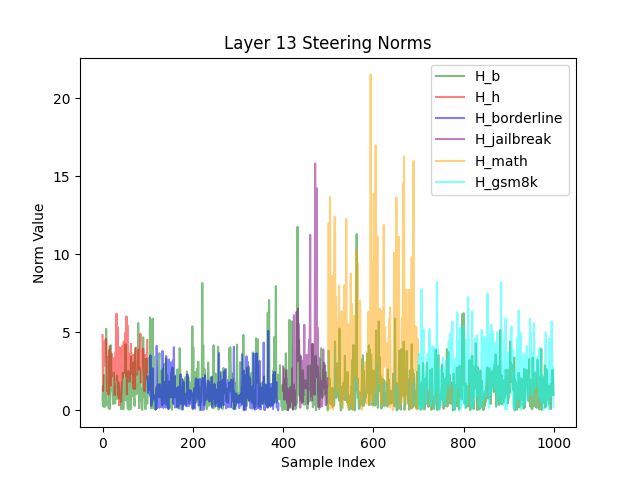 Layer 13 Steering Norms
H_b
H_h
H_borderline
H_jailbreak
H_math
H_gsm8k
Norm Value
20
15
10
5
0
0 200 400 600 800 1000
Sample Index